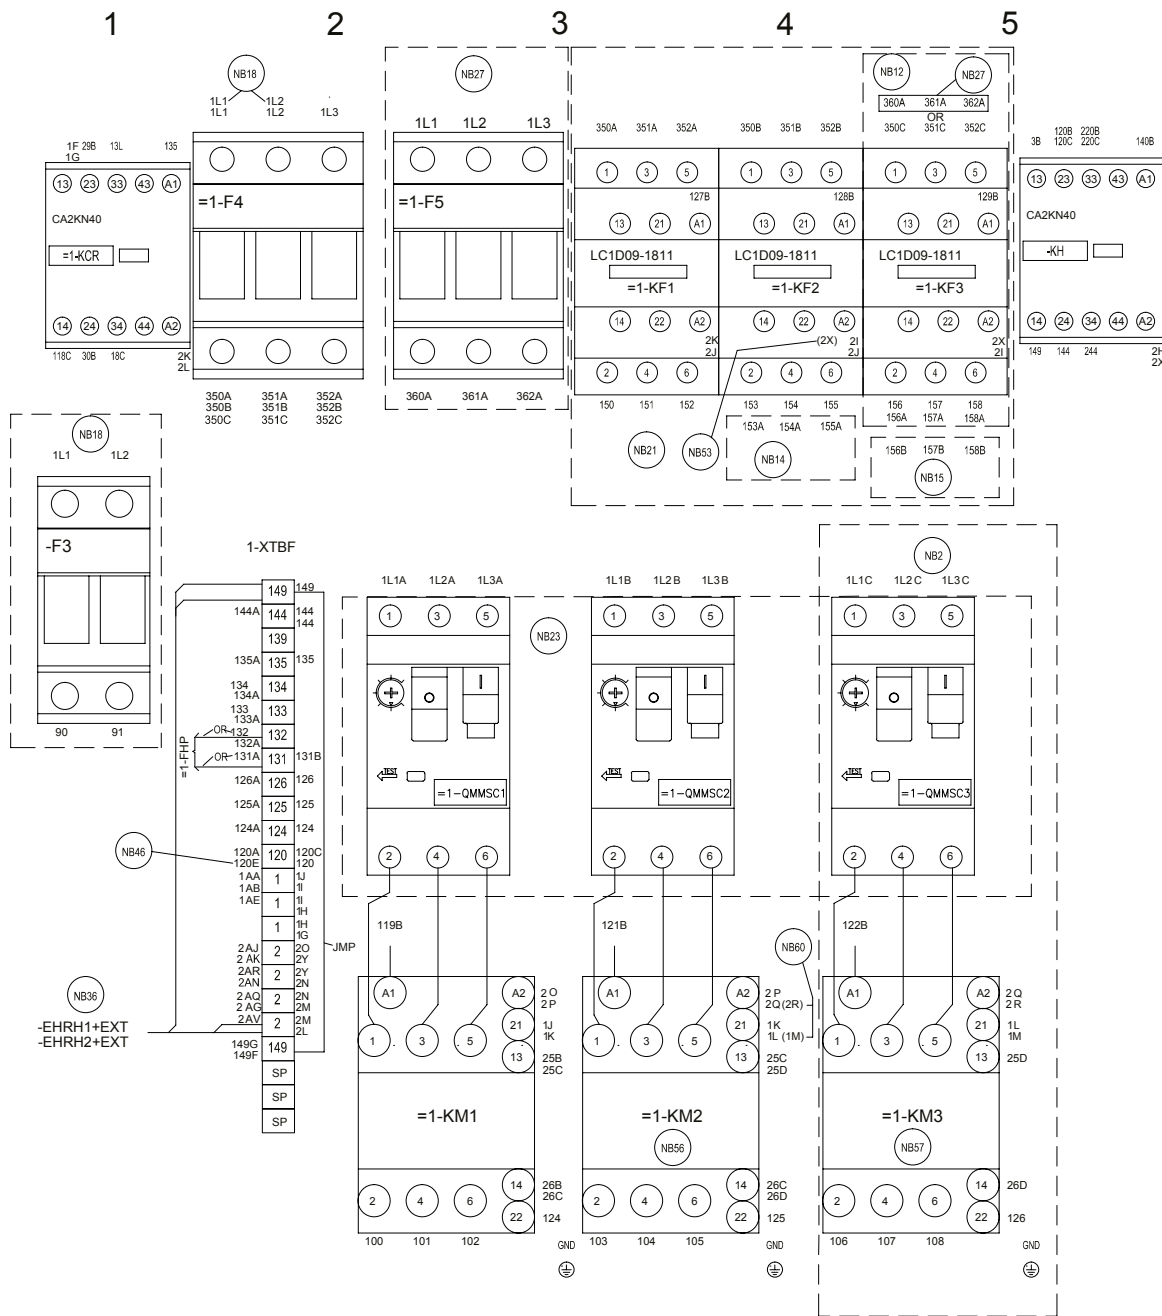 1 2 3 4 5
NB18
1L1 1L2
1L1 1L2 1L3
NB27
1L1 1L2 1L3
NB12 NB27
360A 361A 362A
OR
350A 351A 352A 350B 351B 352B 350C 351C 352C
1F 29B 13L 135
1G
13 23 33 43 A1
CA2KN40
=1-KCR
14 24 34 44 A2
118C 30B 18C 2K
2L
=1-F4
350A 351A 352A
350B 351B 352B
350C 351C 352C
=1-F5
360A 361A 362A
1 3 5
127B
13 21 A1
LC1D09-1811
=1-KF1
14 22 A2
2K
2J
2 4 6
150 151 152
1 3 5
128B
13 21 A1
LC1D09-1811
=1-KF2
14 22 A2
(2X) 2I
2J
2 4 6
153 154 155
153A 154A 155A
1 3 5
129B
13 21 A1
LC1D09-1811
=1-KF3
14 22 A2
2X
2I
2 4 6
156 157 158
156A 157A 158A
156B 157B 158B
NB21 NB53 NB14 NB15
120B 220B
3B 120C 220C 140B
13 23 33 43 A1
CA2KN40
-KH
14 24 34 44 A2
149 144 244 2H
2X
NB18
1L1 1L2
-F3
90 91
1-XTBF
149 149
144A 144 144
144
139
135A 135 135
134 134
134A
133 133
133A
OR 132 132
132A
=1-FHP
OR 131A 131 131B
126A 126 126
125A 125 125
124A 124 124
NB46
120A 120 120C
120E 120
1AA 1 1J
1AB 1I
1AE 1 1I
1H
1 1H
1G
JMP
2AJ 2 2O
2AK 2Y
2AR 2 2Y
2AN 2N
2AQ 2 2N
2AG 2M
2AV 2 2M
2L
149G 149
149F
SP
SP
SP
NB36
-EHRH1+EXT
-EHRH2+EXT
1L1A 1L2A 1L3A
1 3 5
NB23
TEST
=1-QMMSC1
2 4 6
1L1B 1L2B 1L3B
1 3 5
TEST
=1-QMMSC2
2 4 6
NB2
1L1C 1L2C 1L3C
1 3 5
TEST
=1-QMMSC3
2 4 6
119B
A1 A2 2O
2P
21 1J
1K
1 . 3 . 5
13 25B
25C
=1-KM1
14 26B
26C
2 4 6
22 124
100 101 102
GND
121B
NB60
A1 A2 2P
2Q(2R)
21 1K
1L (1M)
1 . 3 . 5
13 25C
25D
=1-KM2
NB56
14 26C
26D
2 4 6
22 125
103 104 105
GND
122B
A1 A2 2Q
2R
21 1L
1M
1 . 3 . 5
13 25D
=1-KM3
NB57
14 26D
2 4 6
22 126
106 107 108
GND